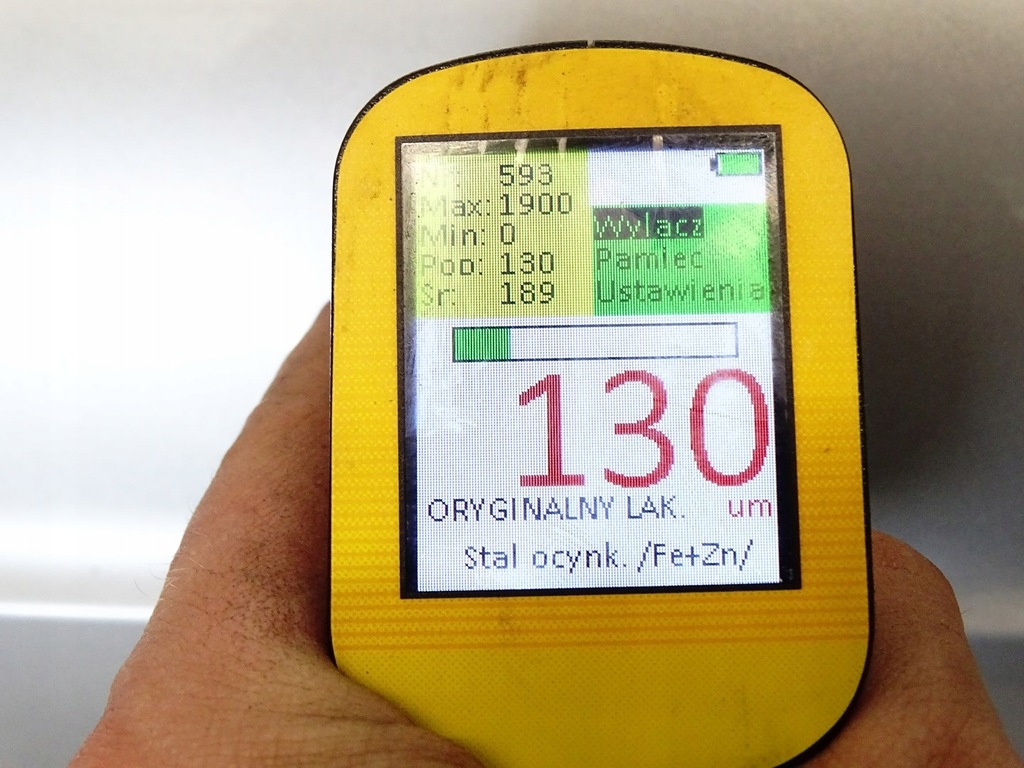 Nr: 593
Max: 1900
Min: 0
Pop: 130
Sr: 189
Wylacz
Pamiec
Ustawienia
130
ORYGINALNY LAK. um
Stal ocynk. /Fe+Zn/